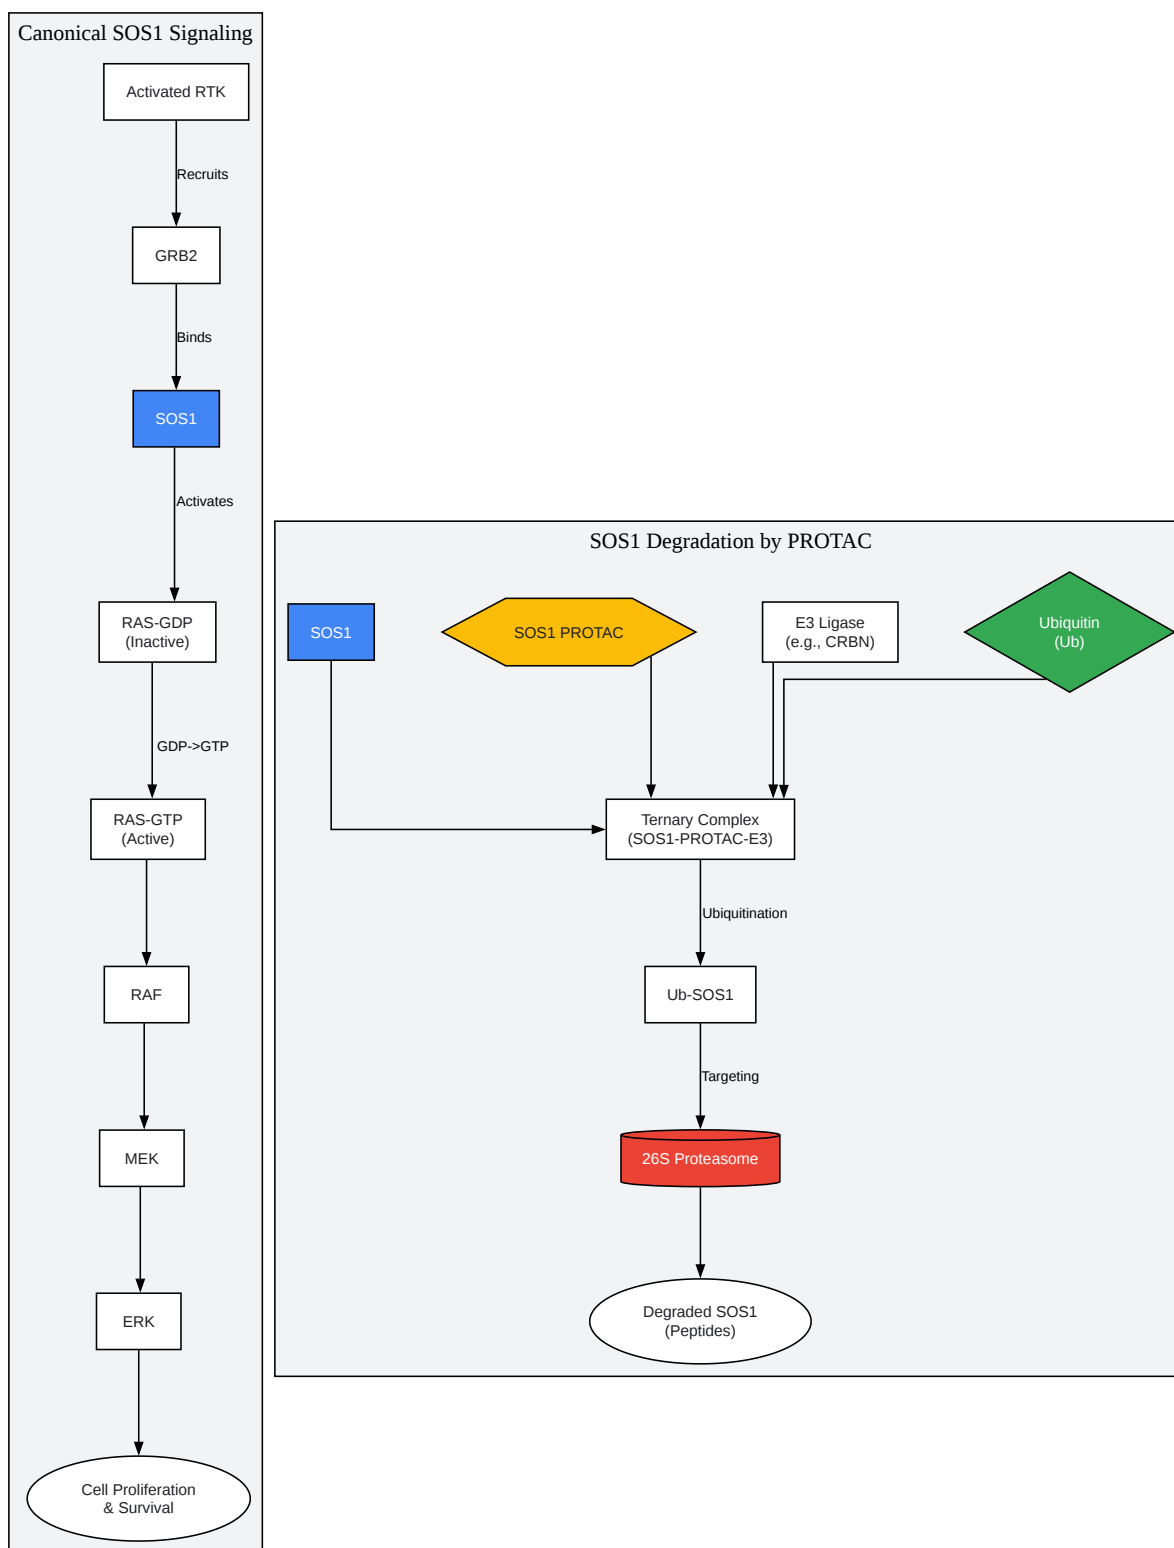 Canonical SOS1 Signaling
Activated RTK
Recruits
GRB2
Binds
SOS1
Activates
RAS-GDP
(Inactive)
GDP->GTP
RAS-GTP
(Active)
RAF
MEK
ERK
Cell Proliferation
& Survival
SOS1 Degradation by PROTAC
SOS1
SOS1 PROTAC
E3 Ligase
(e.g., CRBN)
Ubiquitin
(Ub)
Ternary Complex
(SOS1-PROTAC-E3)
Ubiquitination
Ub-SOS1
Targeting
26S Proteasome
Degraded SOS1
(Peptides)